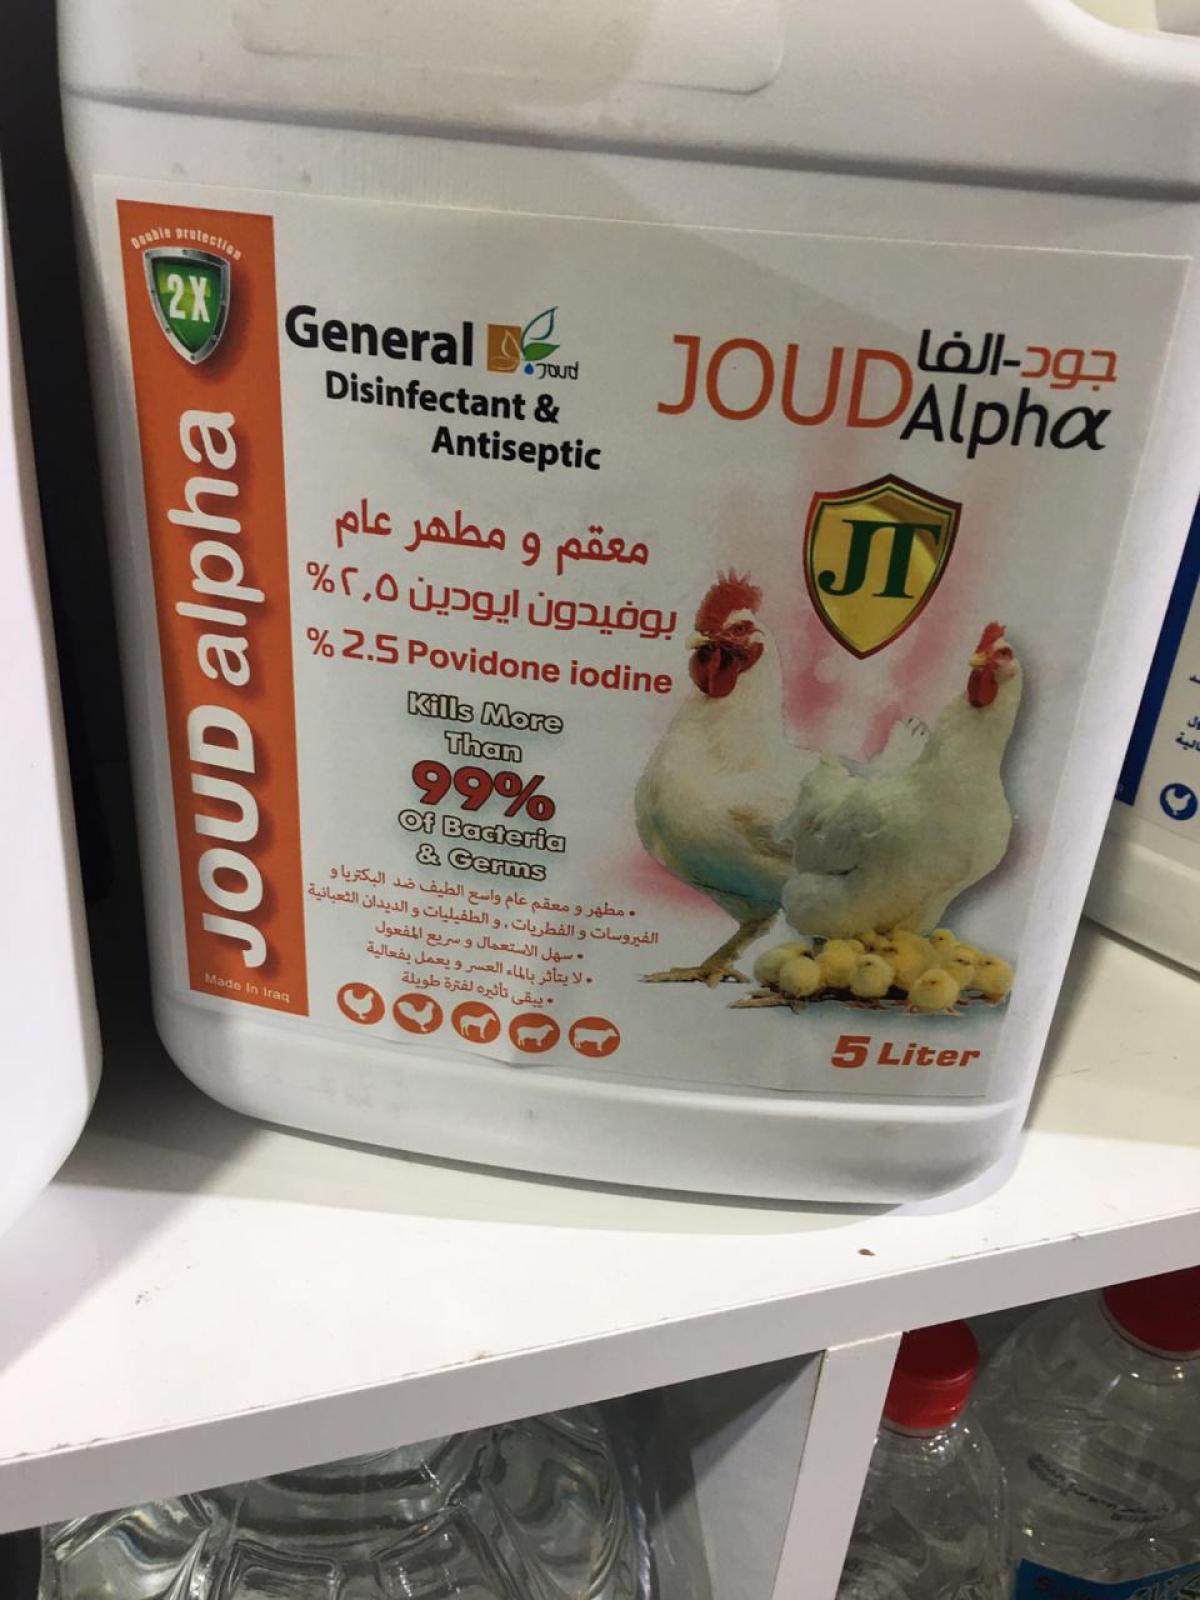 Double protection
2X
JOUD alpha
Made In Iraq
General
Joud
Disinfectant &
Antiseptic
جود-الفا
JOUD Alphα
JT
معقم و مطهر عام
بوفيدون ايودين ٢,٥%
% 2.5 Povidone iodine
Kills More
Than
99%
Of Bacteria
& Germs
• مطهر و معقم عام واسع الطيف ضد البكتريا و
الفيروسات و الفطريات , و الطفيليات و الديدان الثعبانية
• سهل الاستعمال و سريع المفعول
• لا يتأثر بالماء العسر و يعمل بفعالية
• يبقى تأثيره لفترة طويلة
5 Liter